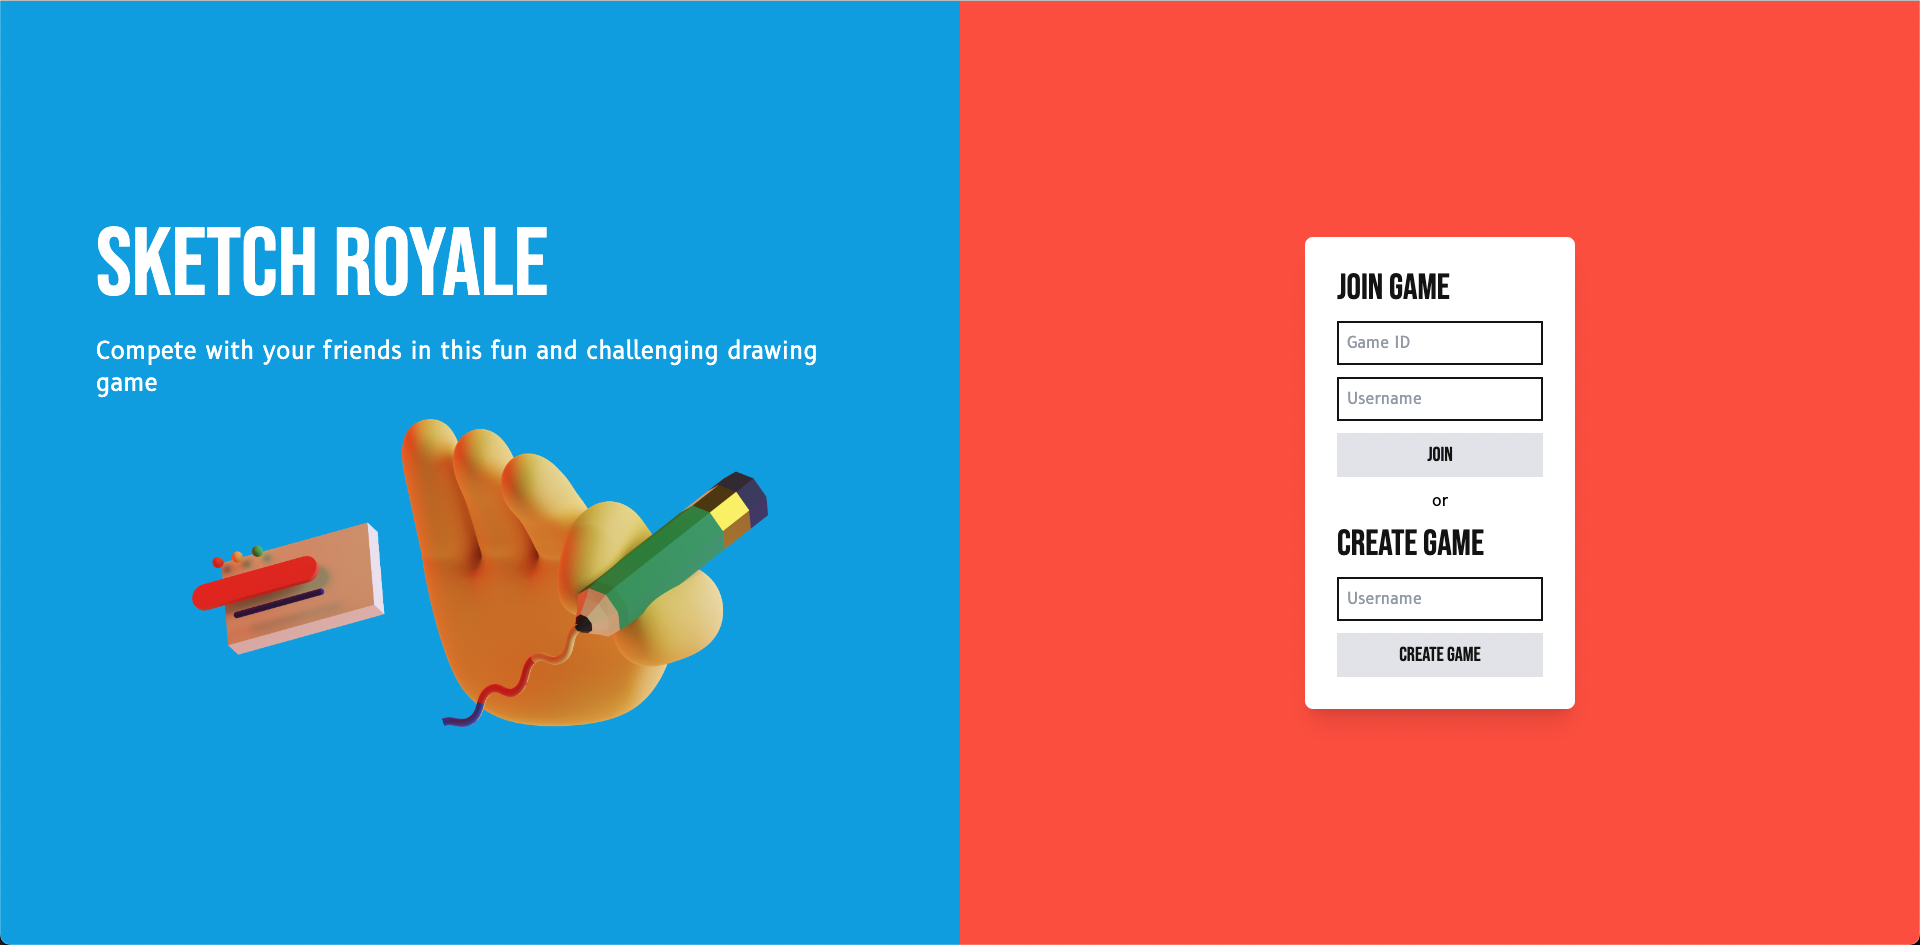 SKETCH ROYALE
Compete with your friends in this fun and challenging drawing
game
JOIN GAME
Game ID
Username
JOIN
or
CREATE GAME
Username
CREATE GAME